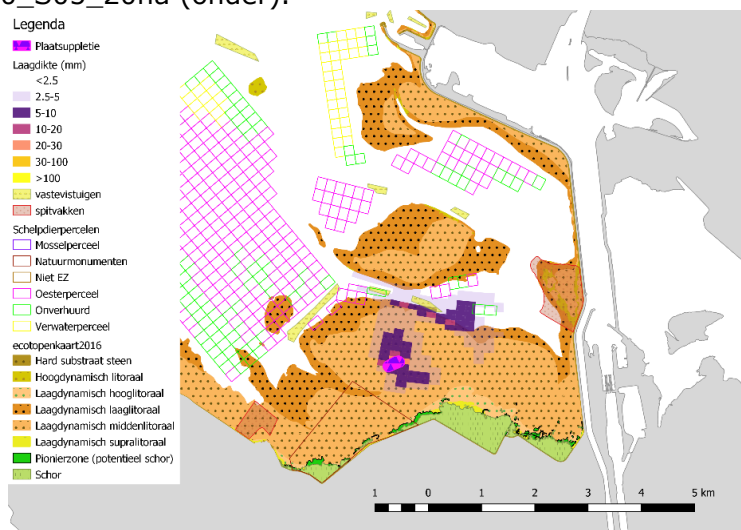 0_S05_20na (onder).
Legenda
Plaatsuppletie
Laagdikte (mm)
<2.5
2.5-5
5-10
10-20
20-30
30-100
>100
vastevistuigen
spitvakken
Schelpdierpercelen
Mosselperceel
Natuurmonumenten
Niet EZ
Oesterperceel
Onverhuurd
Verwaterperceel
ecotopenkaart2016
Hard substraat steen
Hoogdynamisch litoraal
Laagdynamisch hooglitoraal
Laagdynamisch laaglitoraal
Laagdynamisch middenlitoraal
Laagdynamisch supralitoraal
Pionierzone (potentieel schor)
Schor
1 0 1 2 3 4 5 km